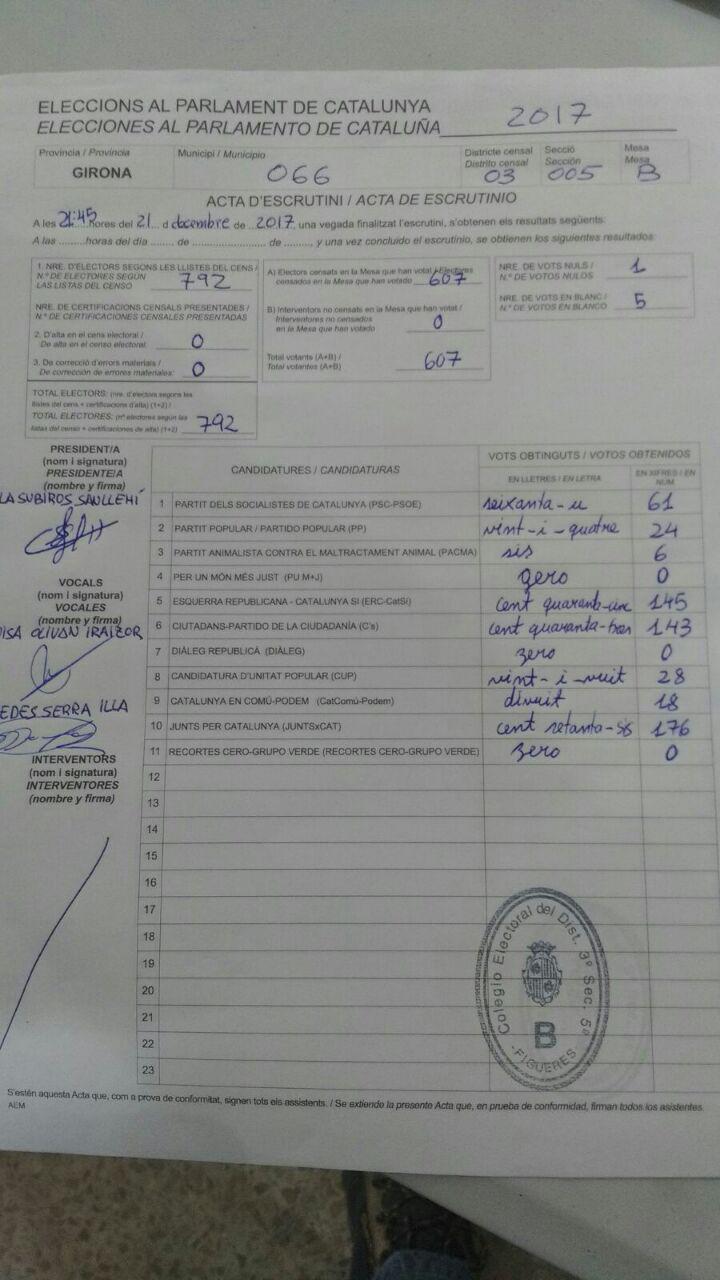 ELECCIONS AL PARLAMENT DE CATALUNYA
ELECCIONES AL PARLAMENTO DE CATALUÑA 2017
Provincia / Provincia Municipi / Municipio Districte censal Secció Mesa
Distrito censal Sección Mesa
GIRONA 066 03 005 B
ACTA D'ESCRUTINI / ACTA DE ESCRUTINIO
A les 21:45 hores del 21 d decembre de 2017 una vegada finalitzat l'escrutini, s'obtenen els resultats següents:
A las ........horas del día ....... de ........................ de ........, y una vez concluido el escrutinio, se obtienen los siguientes resultados:
1. NRE. D'ELECTORS SEGONS LES LLISTES DEL CENS /
N.º DE ELECTORES SEGÚN
LAS LISTAS DEL CENSO 792
NRE. DE CERTIFICACIONS CENSALS PRESENTADES /
N.º DE CERTIFICACIONES CENSALES PRESENTADAS
2. D'alta en el cens electoral /
De alta en el censo electoral: 0
3. De correcció d'errors materials /
De corrección de errores materiales: 0
TOTAL ELECTORS: (nre. d'electors segons les
llistes del cens + certificacions d'alta) (1+2) /
TOTAL ELECTORES: (nº electores según las
listas del censo + certificaciones de alta) (1+2) 792
A) Electors censats en la Mesa que han votat / Electores
censados en la Mesa que han votado 607
B) Interventors no censats en la Mesa que han votat /
Interventores no censados
en la Mesa que han votado 0
Total votants (A+B) /
Total votantes (A+B) 607
NRE. DE VOTS NULS /
N.º DE VOTOS NULOS 1
NRE. DE VOTS EN BLANC /
N.º DE VOTOS EN BLANCO 5
PRESIDENT/A
(nom i signatura)
PRESIDENTE/A
(nombre y firma)
LA SUBIROS SAULLEHÍ
VOCALS
(nom i signatura)
VOCALES
(nombre y firma)
ISA OLIVAN IRAIZOR
EDES SERRA ILLA
INTERVENTORS
(nom i signatura)
INTERVENTORES
(nombre y firma)
CANDIDATURES / CANDIDATURAS VOTS OBTINGUTS / VOTOS OBTENIDOS
EN LLETRES / EN LETRA EN XIFRES / EN NUM
1 PARTIT DELS SOCIALISTES DE CATALUNYA (PSC-PSOE) seixanta-u 61
2 PARTIT POPULAR / PARTIDO POPULAR (PP) vint-i-quatre 24
3 PARTIT ANIMALISTA CONTRA EL MALTRACTAMENT ANIMAL (PACMA) sis 6
4 PER UN MÓN MÉS JUST (PU M+J) zero 0
5 ESQUERRA REPUBLICANA - CATALUNYA SI (ERC-CatSí) cent 145
6 CIUTADANS-PARTIDO DE LA CIUDADANÍA (C's) cent quaranta-tres 143
7 DIÀLEG REPUBLICÀ (DIÀLEG) zero 0
8 CANDIDATURA D'UNITAT POPULAR (CUP) vint-i-vuit 28
9 CATALUNYA EN COMÚ-PODEM (CatComú-Podem) divuit 18
10 JUNTS PER CATALUNYA (JUNTSxCAT) cent setanta-sis 176
11 RECORTES CERO-GRUPO VERDE (RECORTES CERO-GRUPO VERDE) zero 0
12
13
14
15
16
17
18
19
20
21
22
23
Colegio Electoral del Dist. 3º Sec. 5ª
B
-FIGUERES-
S'estén aquesta Acta que, com a prova de conformitat, signen tots els assistents. / Se extiende la presente Acta que, en prueba de conformidad, firman todos los asistentes.
AEM